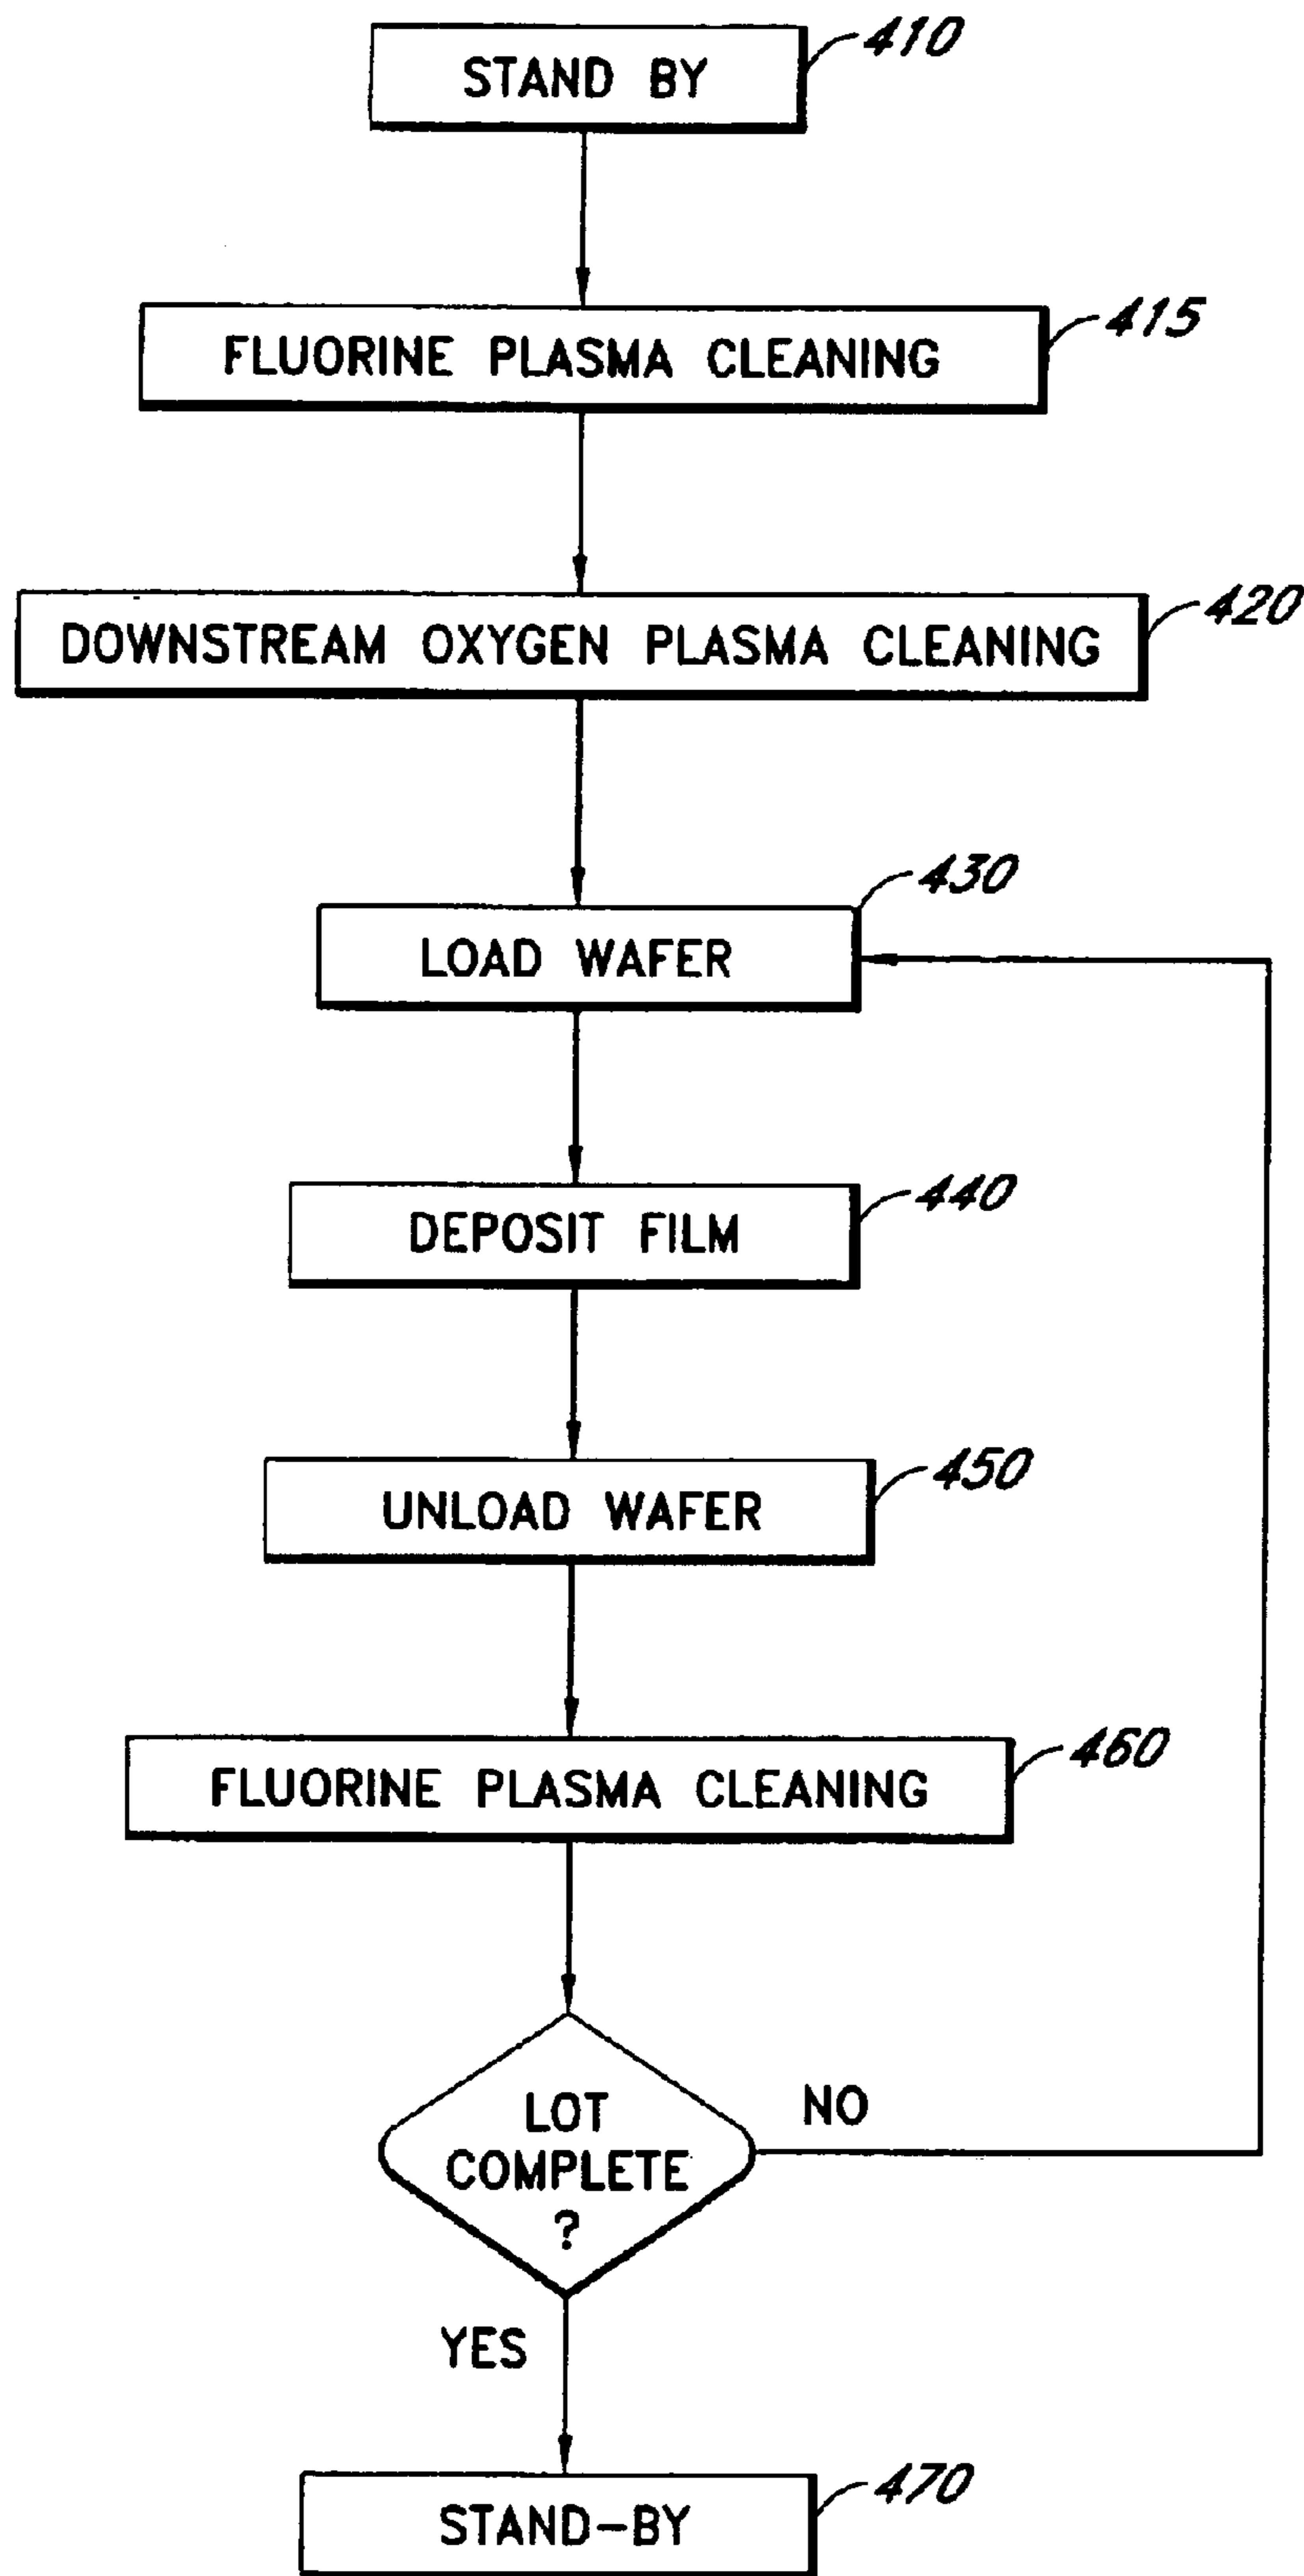 STAND BY
410
FLUORINE PLASMA CLEANING
415
DOWNSTREAM OXYGEN PLASMA CLEANING
420
LOAD WAFER
430
DEPOSIT FILM
440
UNLOAD WAFER
450
FLUORINE PLASMA CLEANING
460
LOT
COMPLETE
?
NO
YES
STAND-BY
470